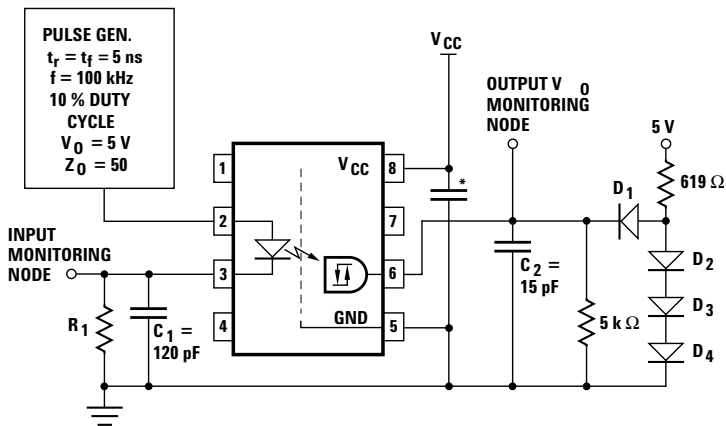 PULSE GEN.
tr = tf = 5 ns
f = 100 kHz
10 % DUTY
CYCLE
VO = 5 V
ZO = 50
VCC
OUTPUT VO
MONITORING
NODE
5 V
619 Ω
D1
1
VCC
8
*
2
7
D2
INPUT
MONITORING
NODE
3
6
C2 =
15 pF
D3
R1
C1 =
120 pF
4
GND
5
5 k Ω
D4